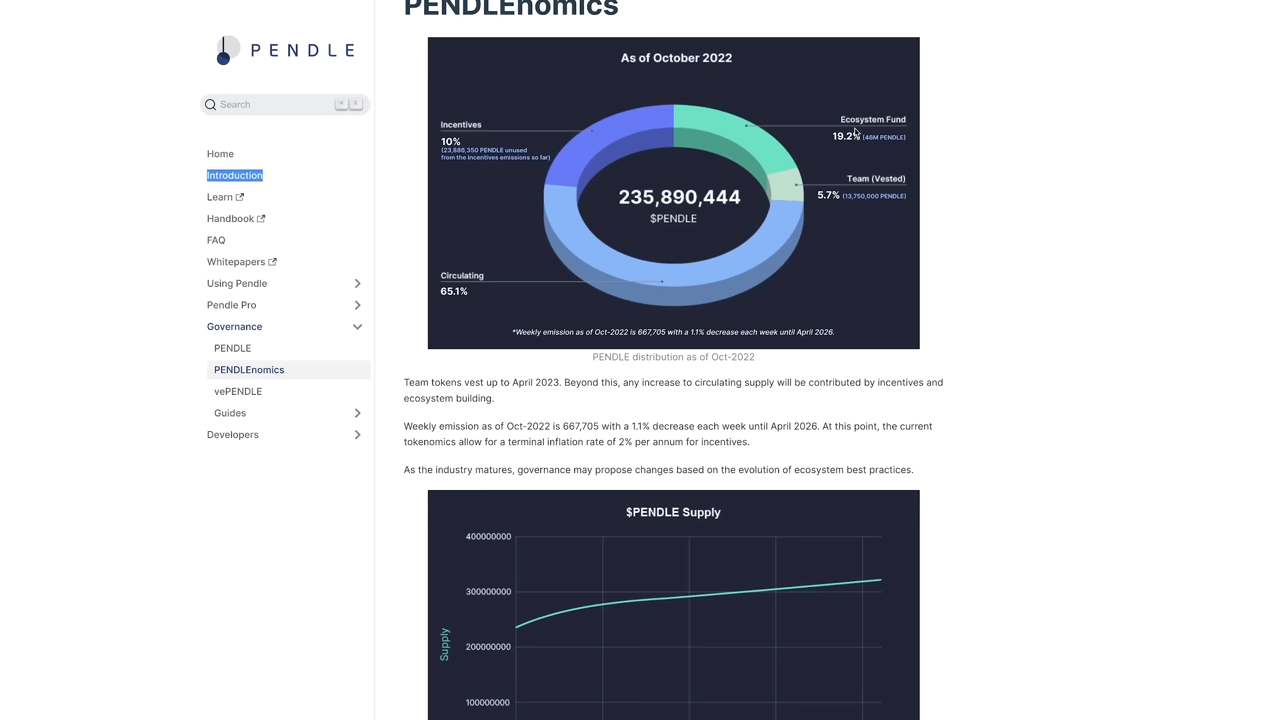 PENDLEnomics
PENDLE
Search
Home
Introduction
Learn
Handbook
FAQ
Whitepapers
Using Pendle
Pendle Pro
Governance
PENDLE
PENDLEnomics
vePENDLE
Guides
Developers
As of October 2022
Incentives
10%
(23,886,350 PENDLE unused
from the incentives emissions so far)
Ecosystem Fund
19.2% (46M PENDLE)
Team (Vested)
5.7% (13,750,000 PENDLE)
235,890,444
$PENDLE
Circulating
65.1%
*Weekly emission as of Oct-2022 is 667,705 with a 1.1% decrease each week until April 2026.
PENDLE distribution as of Oct-2022
Team tokens vest up to April 2023. Beyond this, any increase to circulating supply will be contributed by incentives and
ecosystem building.
Weekly emission as of Oct-2022 is 667,705 with a 1.1% decrease each week until April 2026. At this point, the current
tokenomics allow for a terminal inflation rate of 2% per annum for incentives.
As the industry matures, governance may propose changes based on the evolution of ecosystem best practices.
$PENDLE Supply
400000000
300000000
200000000
100000000
Supply